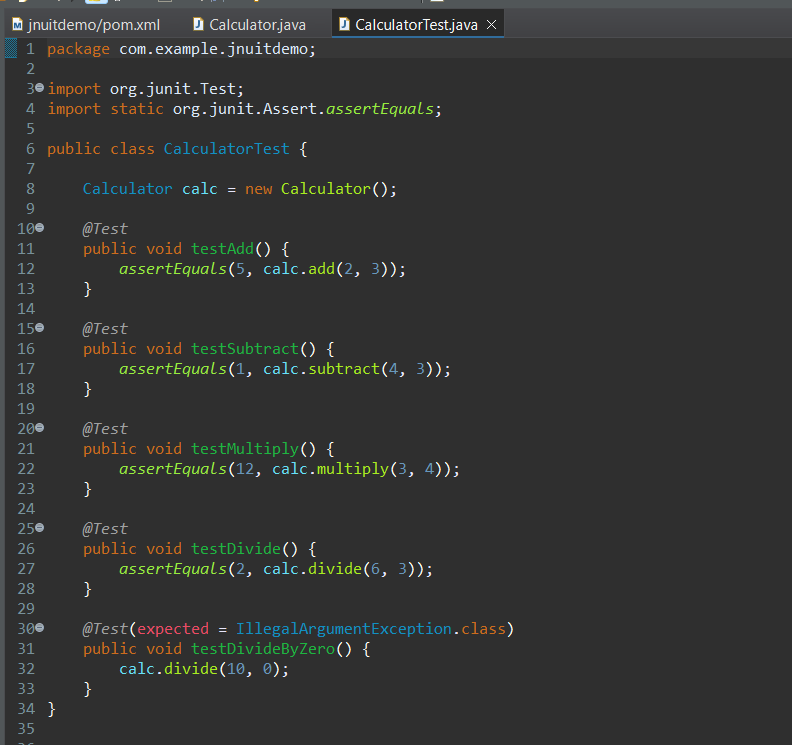 jnuitdemo/pom.xml Calculator.java CalculatorTest.java
1 package com.example.jnuitdemo;
2
3 import org.junit.Test;
4 import static org.junit.Assert.assertEquals;
5
6 public class CalculatorTest {
7
8     Calculator calc = new Calculator();
9
10     @Test
11     public void testAdd() {
12         assertEquals(5, calc.add(2, 3));
13     }
14
15     @Test
16     public void testSubtract() {
17         assertEquals(1, calc.subtract(4, 3));
18     }
19
20     @Test
21     public void testMultiply() {
22         assertEquals(12, calc.multiply(3, 4));
23     }
24
25     @Test
26     public void testDivide() {
27         assertEquals(2, calc.divide(6, 3));
28     }
29
30     @Test(expected = IllegalArgumentException.class)
31     public void testDivideByZero() {
32         calc.divide(10, 0);
33     }
34 }
35